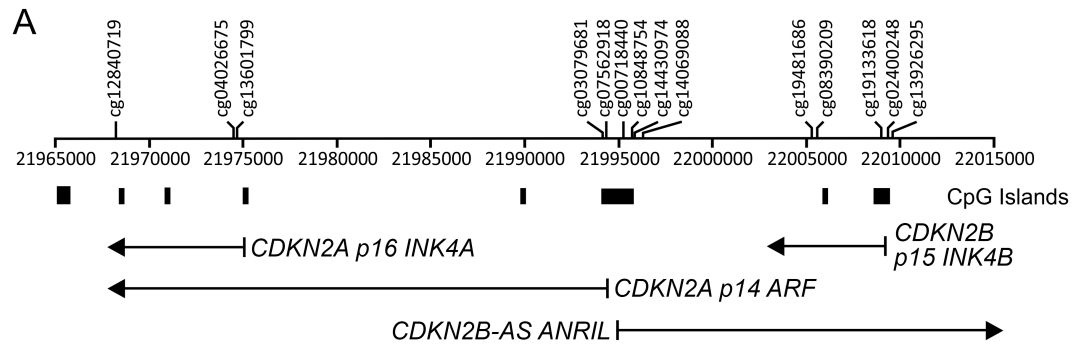 A
cg12840719
cg04026675
cg13601799
cg03079681
cg07562918
cg00718440
cg10848754
cg14430974
cg14069088
cg19481686
cg08390209
cg19133618
cg02400248
cg13926295
21965000 21970000 21975000 21980000 21985000 21990000 21995000 22000000 22005000 22010000 22015000
CpG Islands
CDKN2A p16 INK4A
CDKN2B
p15 INK4B
CDKN2A p14 ARF
CDKN2B-AS ANRIL